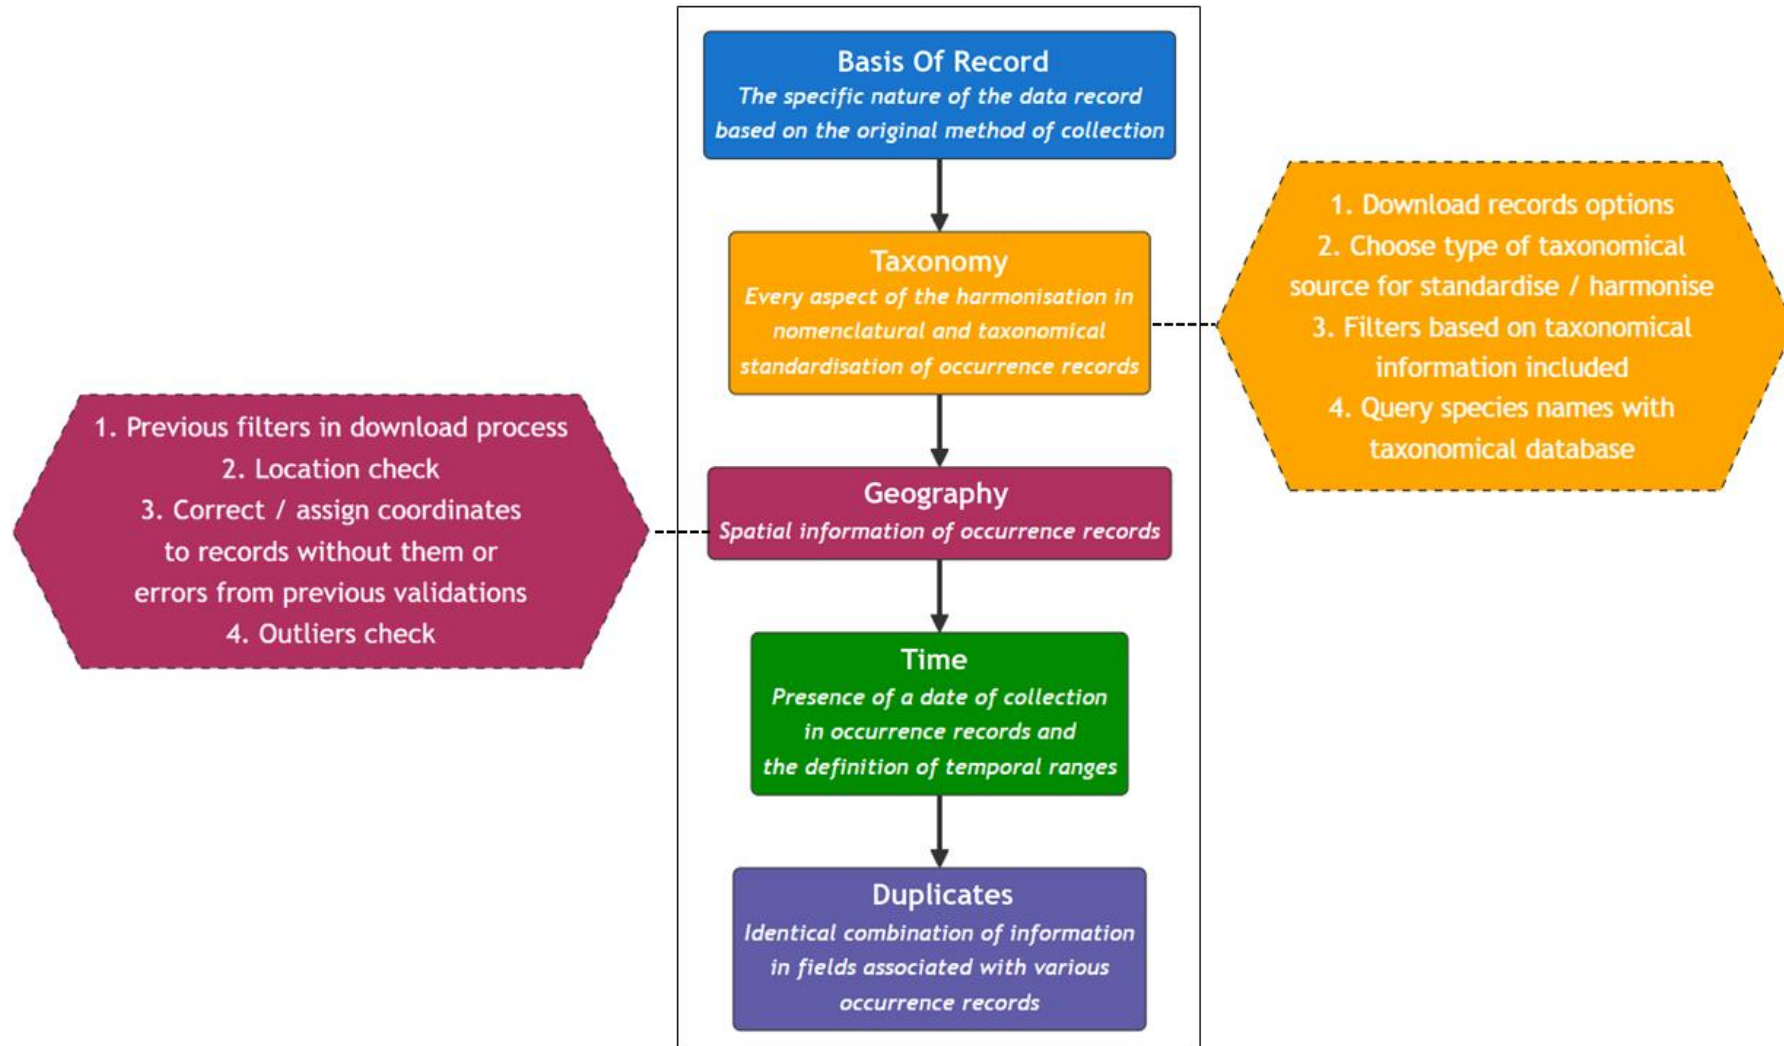 Basis Of Record
The specific nature of the data record
based on the original method of collection
Taxonomy
Every aspect of the harmonisation in
nomenclatural and taxonomical
standardisation of occurrence records
1. Download records options
2. Choose type of taxonomical
source for standardise / harmonise
3. Filters based on taxonomical
information included
4. Query species names with
taxonomical database
Geography
Spatial information of occurrence records
1. Previous filters in download process
2. Location check
3. Correct / assign coordinates
to records without them or
errors from previous validations
4. Outliers check
Time
Presence of a date of collection
in occurrence records and
the definition of temporal ranges
Duplicates
Identical combination of information
in fields associated with various
occurrence records